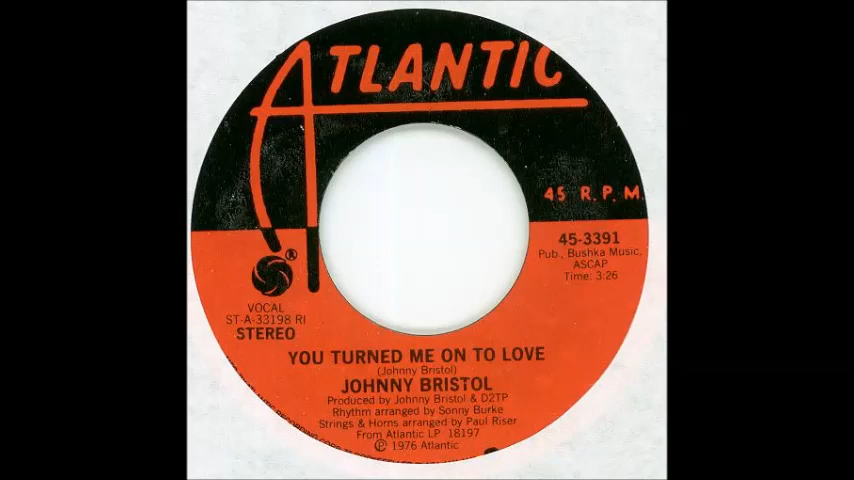 ATLANTIC
45 R.P.M.
45-3391
Pub., Bushka Music,
ASCAP
Time: 3:26
®
VOCAL
ST-A-33198 RI
STEREO
YOU TURNED ME ON TO LOVE
(Johnny Bristol)
JOHNNY BRISTOL
Produced by Johnny Bristol & D2TP
Rhythm arranged by Sonny Burke
Strings & Horns arranged by Paul Riser
From Atlantic LP 18197
℗ 1976 Atlantic